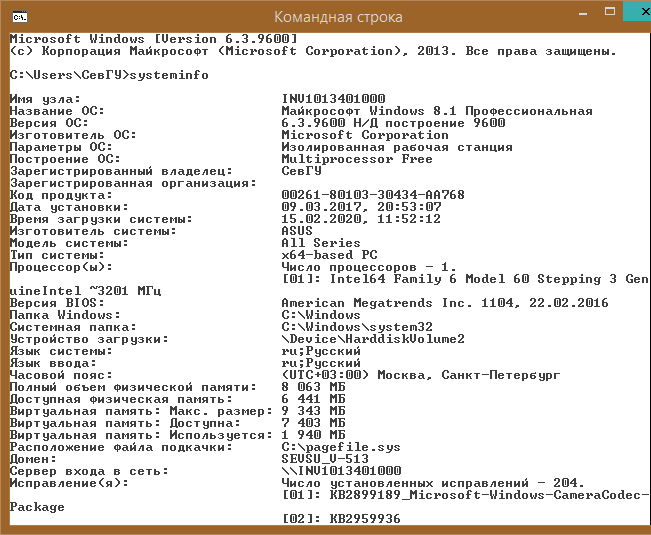 Командная строка
Microsoft Windows [Version 6.3.9600]
(c) Корпорация Майкрософт (Microsoft Corporation), 2013. Все права защищены.
C:\Users\СевГУ>systeminfo
Имя узла: INV1013401000
Название ОС: Майкрософт Windows 8.1 Профессиональная
Версия ОС: 6.3.9600 Н/Д построение 9600
Изготовитель ОС: Microsoft Corporation
Параметры ОС: Изолированная рабочая станция
Построение ОС: Multiprocessor Free
Зарегистрированный владелец: СевГУ
Зарегистрированная организация:
Код продукта: 00261-80103-30434-AA768
Дата установки: 09.03.2017, 20:53:07
Время загрузки системы: 15.02.2020, 11:52:12
Изготовитель системы: ASUS
Модель системы: All Series
Тип системы: x64-based PC
Процессор(ы): Число процессоров - 1.
[01]: Intel64 Family 6 Model 60 Stepping 3 Gen
uineIntel ~3201 МГц
Версия BIOS: American Megatrends Inc. 1104, 22.02.2016
Папка Windows: C:\Windows
Системная папка: C:\Windows\system32
Устройство загрузки: \Device\HarddiskVolume2
Язык системы: ru;Русский
Язык ввода: ru;Русский
Часовой пояс: (UTC+03:00) Москва, Санкт-Петербург
Полный объем физической памяти: 8 063 МБ
Доступная физическая память: 6 441 МБ
Виртуальная память: Макс. размер: 9 343 МБ
Виртуальная память: Доступна: 7 403 МБ
Виртуальная память: Используется: 1 940 МБ
Расположение файла подкачки: C:\pagefile.sys
Домен: SEVSU_V-513
Сервер входа в сеть: \\INV1013401000
Исправление(я): Число установленных исправлений - 204.
[01]: KB2899189_Microsoft-Windows-CameraCodec-
Package
[02]: KB2959936